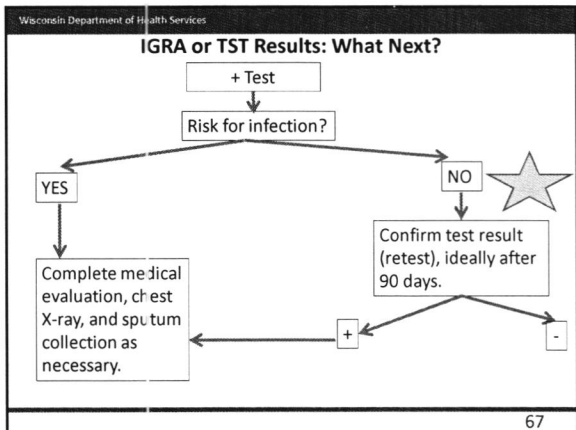 Wisconsin Department of Health Services
IGRA or TST Results: What Next?
+ Test
Risk for infection?
YES
NO
Confirm test result
(retest), ideally after
90 days.
Complete medical
evaluation, chest
X-ray, and sputum
collection as
necessary.
+
-
67